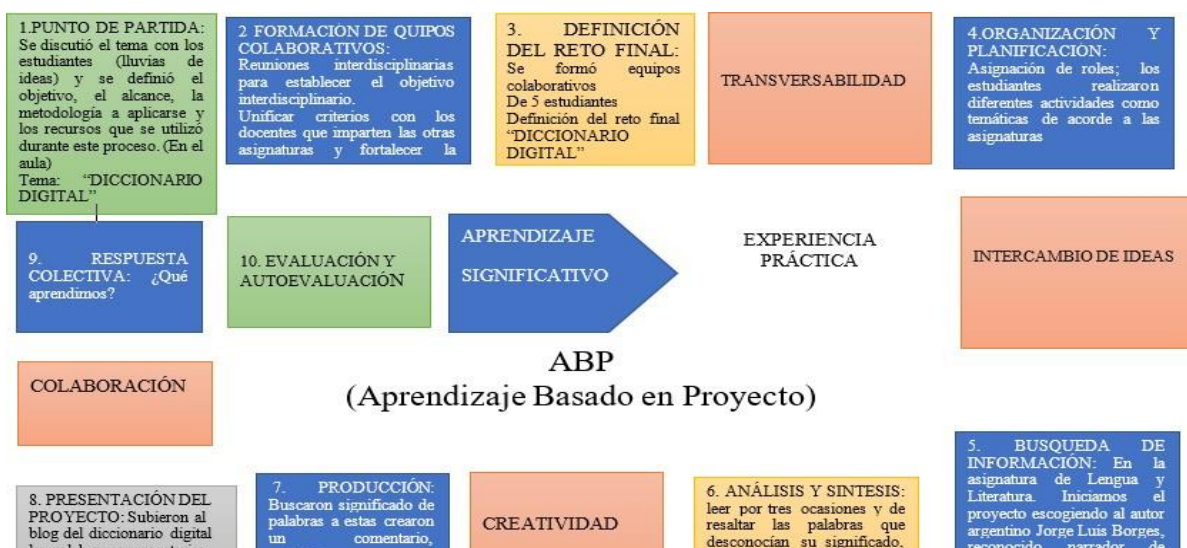 1.PUNTO DE PARTIDA:
Se discutió el tema con los
estudiantes (lluvias de
ideas) y se definió el
objetivo, el alcance, la
metodología a aplicarse y
los recursos que se utilizó
durante este proceso. (En el
aula)
Tema: “DICCIONARIO
DIGITAL”
2 FORMACIÓN DE QUIPOS
COLABORATIVOS:
Reuniones interdisciplinarias
para establecer el objetivo
interdisciplinario.
Unificar criterios con los
docentes que imparten las otras
asignaturas y fortalecer la
3. DEFINICIÓN
DEL RETO FINAL:
Se formó equipos
colaborativos
De 5 estudiantes
Definición del reto final
“DICCIONARIO
DIGITAL”
TRANSVERSABILIDAD
4.ORGANIZACIÓN Y
PLANIFICACIÓN:
Asignación de roles; los
estudiantes realizaron
diferentes actividades como
temáticas de acorde a las
asignaturas
9. RESPUESTA
COLECTIVA: ¿Qué
aprendimos?
10. EVALUACIÓN Y
AUTOEVALUACIÓN
APRENDIZAJE
SIGNIFICATIVO
EXPERIENCIA
PRÁCTICA
INTERCAMBIO DE IDEAS
COLABORACIÓN
ABP
(Aprendizaje Basado en Proyecto)
5. BUSQUEDA DE
INFORMACIÓN: En la
asignatura de Lengua y
Literatura. Iniciamos el
proyecto escogiendo al autor
argentino Jorge Luis Borges,
reconocido narrador de
6. ANÁLISIS Y SINTESIS:
leer por tres ocasiones y de
resaltar las palabras que
desconocían su significado,
CREATIVIDAD
7. PRODUCCIÓN:
Buscaron significado de
palabras a estas crearon
un comentario,
8. PRESENTACIÓN DEL
PROYECTO: Subieron al
blog del diccionario digital